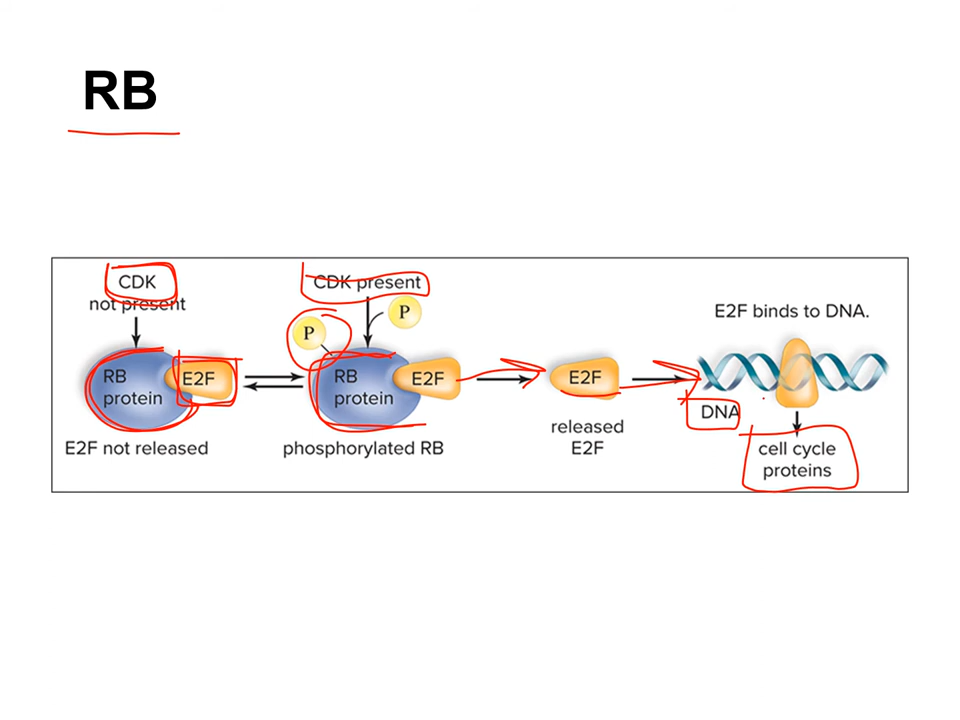 RB
CDK
not present
RB
protein
E2F
E2F not released
CDK present
P
P
RB
protein
E2F
phosphorylated RB
E2F
released
E2F
E2F binds to DNA.
DNA
cell cycle
proteins